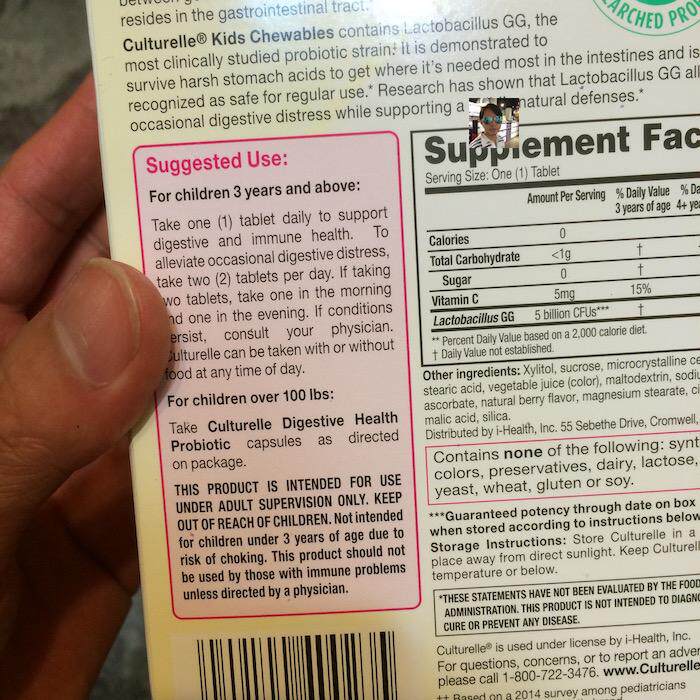 resides in the gastrointestinal tract.*
Culturelle® Kids Chewables contains Lactobacillus GG, the
most clinically studied probiotic strain.‡ It is demonstrated to
survive harsh stomach acids to get where it's needed most in the intestines and is
recognized as safe for regular use.* Research has shown that Lactobacillus GG
occasional digestive distress while supporting a natural defenses.*
Suggested Use:
For children 3 years and above:
Take one (1) tablet daily to support
digestive and immune health. To
alleviate occasional digestive distress,
take two (2) tablets per day. If taking
two tablets, take one in the morning
and one in the evening. If conditions
persist, consult your physician.
Culturelle can be taken with or without
food at any time of day.
For children over 100 lbs:
Take Culturelle Digestive Health
Probiotic capsules as directed
on package.
THIS PRODUCT IS INTENDED FOR USE
UNDER ADULT SUPERVISION ONLY. KEEP
OUT OF REACH OF CHILDREN. Not intended
for children under 3 years of age due to
risk of choking. This product should not
be used by those with immune problems
unless directed by a physician.
Supplement
Serving Size: One (1) Tablet
Amount Per Serving % Daily Value
3 years of age 4+
Calories 0
Total Carbohydrate <1g †
Sugar 0 †
Vitamin C 5mg 15%
Lactobacillus GG 5 billion CFUs*** †
** Percent Daily Value based on a 2,000 calorie diet.
† Daily Value not established.
Other ingredients: Xylitol, sucrose, microcrystalline
stearic acid, vegetable juice (color), maltodextrin,
ascorbate, natural berry flavor, magnesium stearate,
malic acid, silica.
Distributed by i-Health, Inc. 55 Sebethe Drive, Cromwell,
Contains none of the following:
colors, preservatives, dairy, lactose,
yeast, wheat, gluten or soy.
***Guaranteed potency through date on box
when stored according to instructions below
Storage Instructions: Store Culturelle in a
place away from direct sunlight. Keep
temperature or below.
*THESE STATEMENTS HAVE NOT BEEN EVALUATED BY THE FOOD
ADMINISTRATION. THIS PRODUCT IS NOT INTENDED TO
CURE OR PREVENT ANY DISEASE.
Culturelle® is used under license by i-Health, Inc.
For questions, concerns, or to report an
please call 1-800-722-3476. www.Culturelle
‡‡ Based on a 2014 survey among pediatricians